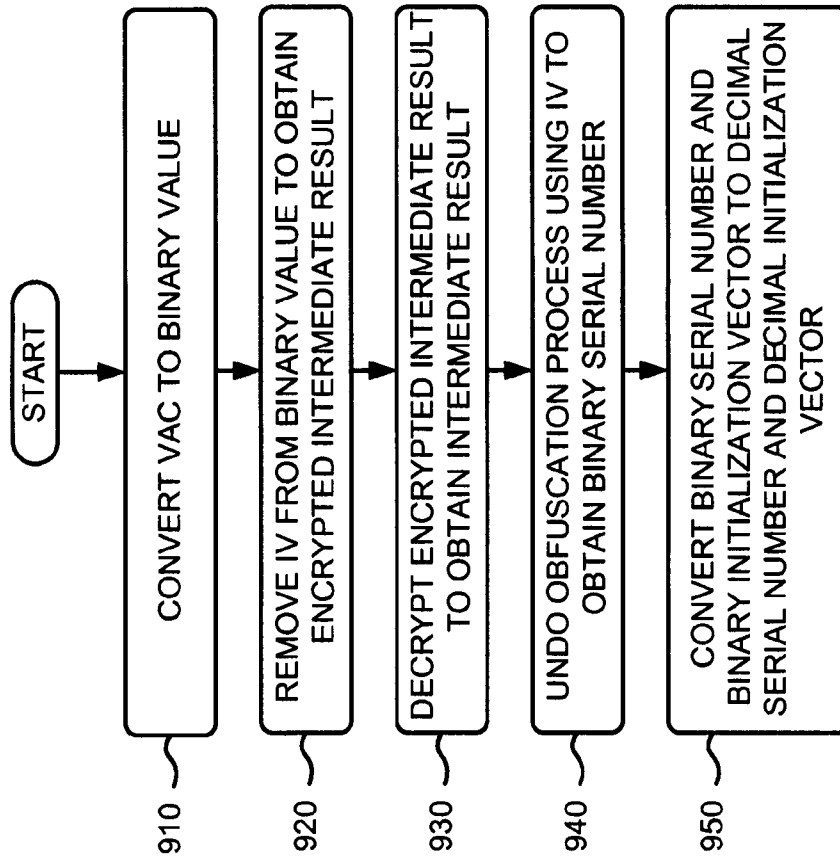 START
910
CONVERT VAC TO BINARY VALUE
920
REMOVE IV FROM BINARY VALUE TO OBTAIN
ENCRYPTED INTERMEDIATE RESULT
930
DECRYPT ENCRYPTED INTERMEDIATE RESULT
TO OBTAIN INTERMEDIATE RESULT
940
UNDO OBFUSCATION PROCESS USING IV TO
OBTAIN BINARY SERIAL NUMBER
950
CONVERT BINARY SERIAL NUMBER AND
BINARY INITIALIZATION VECTOR TO DECIMAL
SERIAL NUMBER AND DECIMAL INITIALIZATION
VECTOR